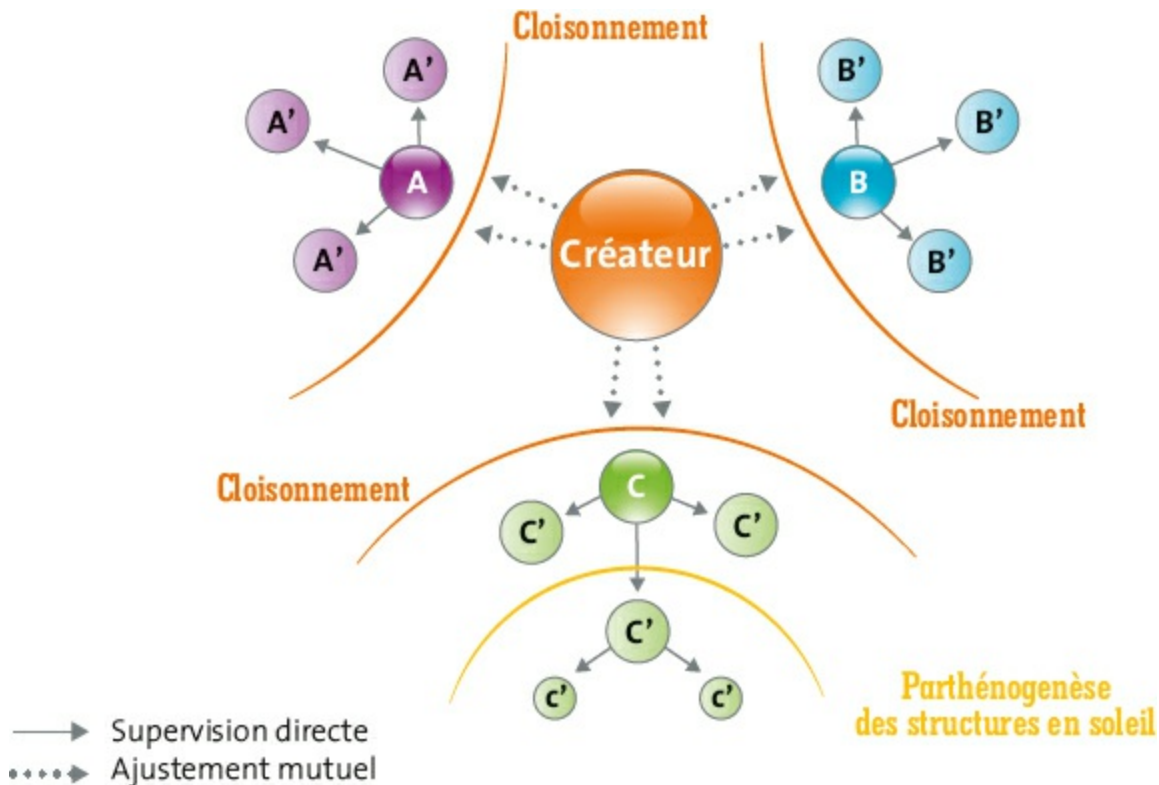 Cloisonnement
A'
B'
A'
B'
A
B
Créateur
A'
B'
Cloisonnement
Cloisonnement
C
C'
C'
C'
c'
c'
Parthénogenèse
des structures en soleil
Supervision directe
Ajustement mutuel